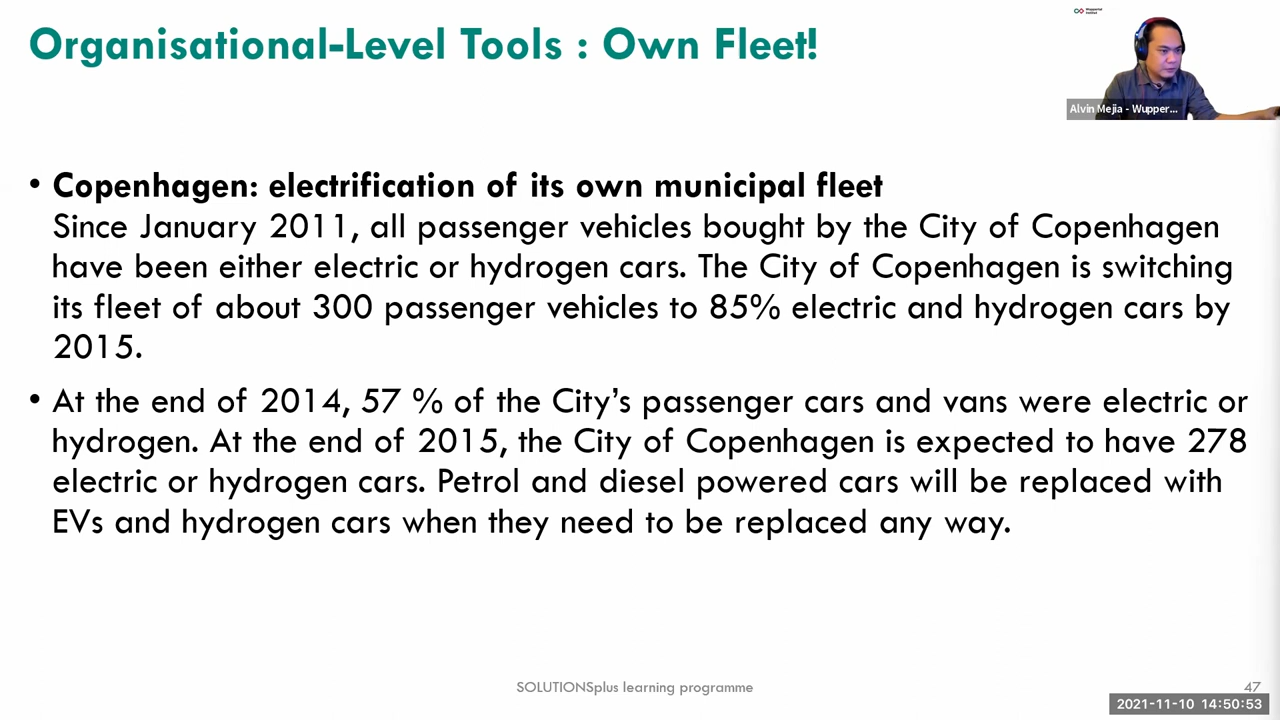 Organisational-Level Tools : Own Fleet!
Wuppertal
Institut
Alvin Mejia - Wupper...
• Copenhagen: electrification of its own municipal fleet
Since January 2011, all passenger vehicles bought by the City of Copenhagen
have been either electric or hydrogen cars. The City of Copenhagen is switching
its fleet of about 300 passenger vehicles to 85% electric and hydrogen cars by
2015.
• At the end of 2014, 57 % of the City’s passenger cars and vans were electric or
hydrogen. At the end of 2015, the City of Copenhagen is expected to have 278
electric or hydrogen cars. Petrol and diesel powered cars will be replaced with
EVs and hydrogen cars when they need to be replaced any way.
SOLUTIONSplus learning programme
47
2021-11-10 14:50:53